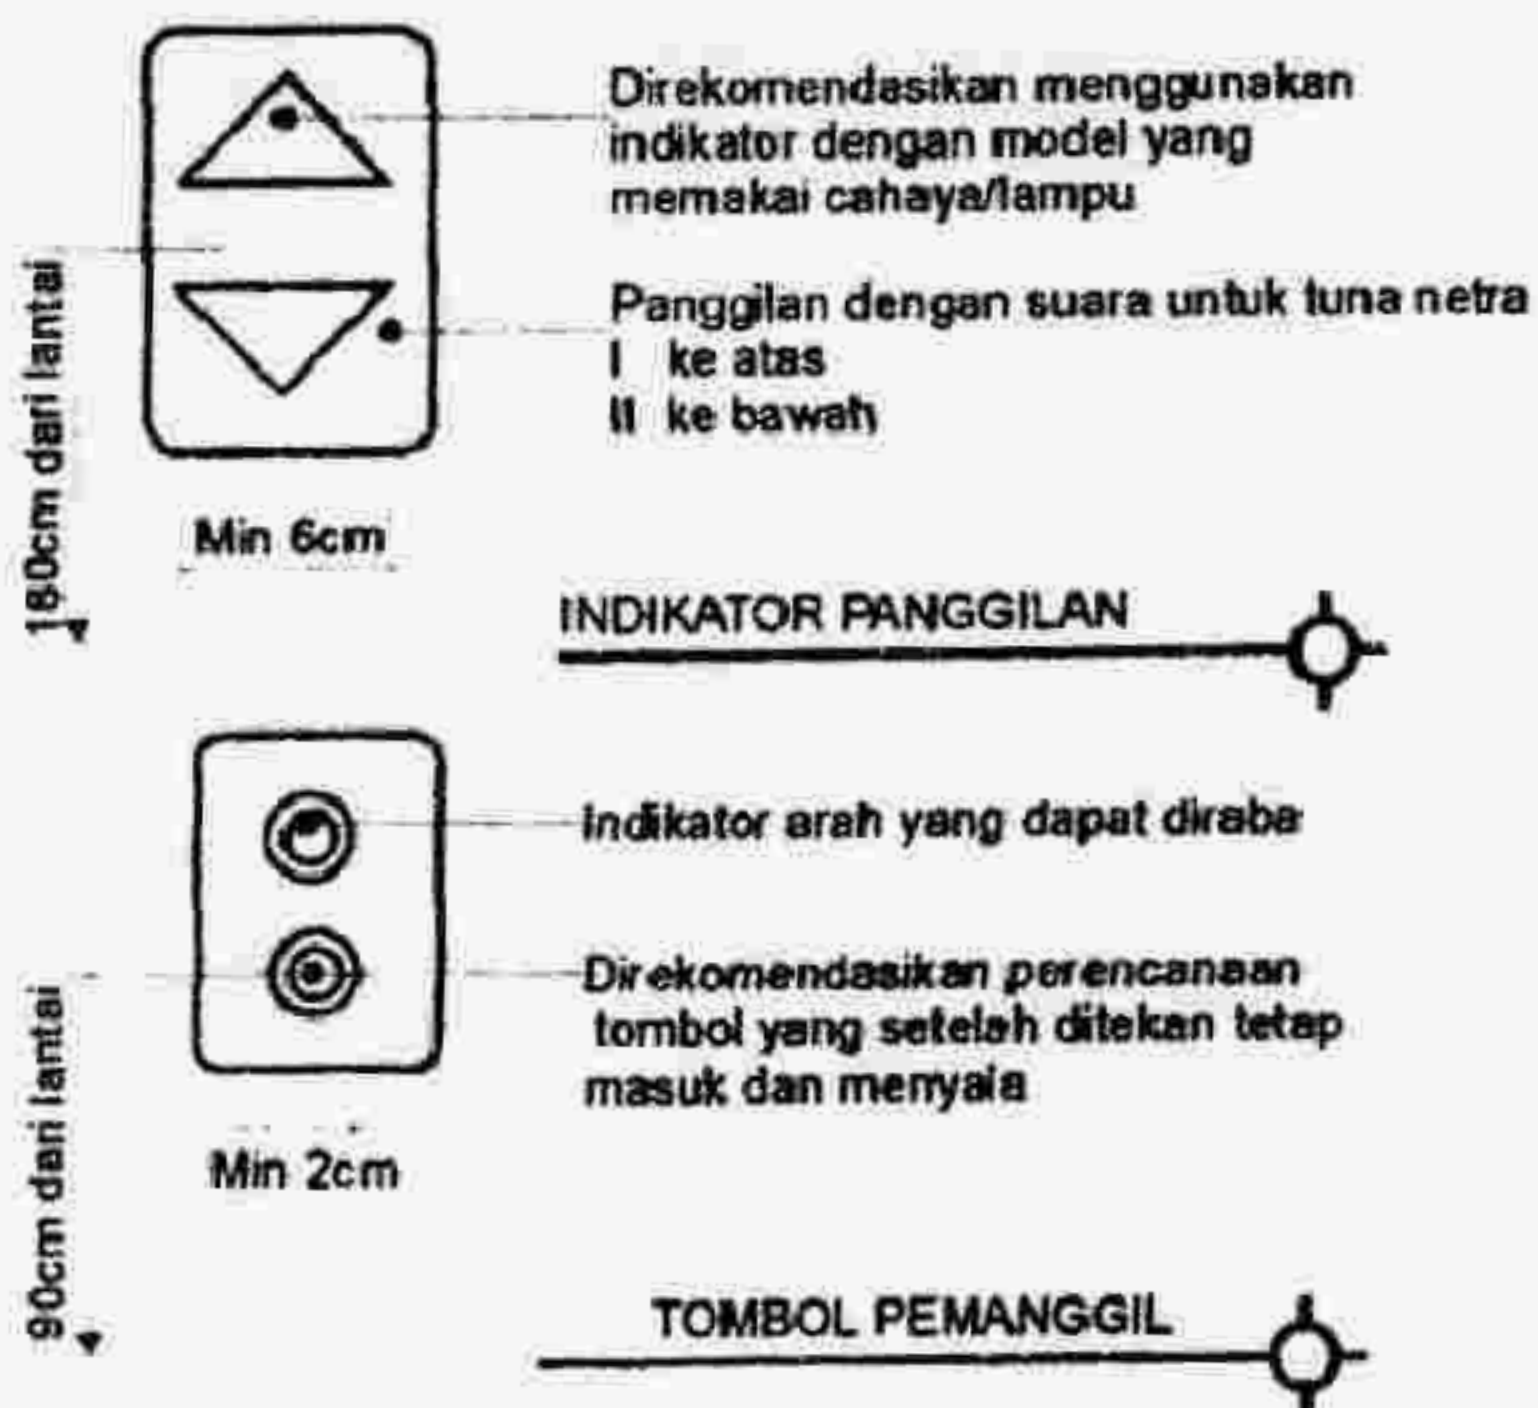 Direkomendasikan menggunakan
indikator dengan model yang
memakai cahaya/lampu
180cm dari lantai
Panggilan dengan suara untuk tuna netra
I ke atas
II ke bawah
Min 6cm
INDIKATOR PANGGILAN
Indikator arah yang dapat diraba
90cm dari lantai
Direkomendasikan perencanaan
tombol yang setelah ditekan tetap
masuk dan menyala
Min 2cm
TOMBOL PEMANGGIL